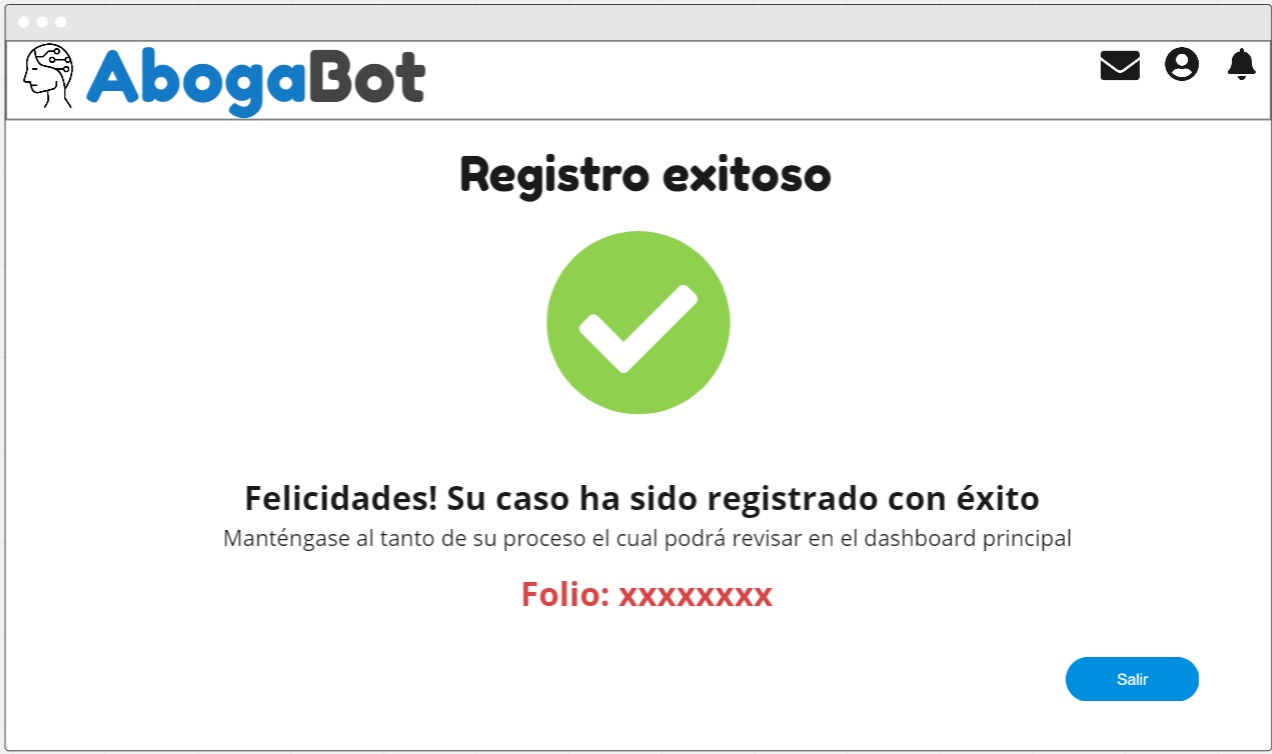 AbogaBot
Registro exitoso
Felicidades! Su caso ha sido registrado con éxito
Manténgase al tanto de su proceso el cual podrá revisar en el dashboard principal
Folio: xxxxxxxx
Salir